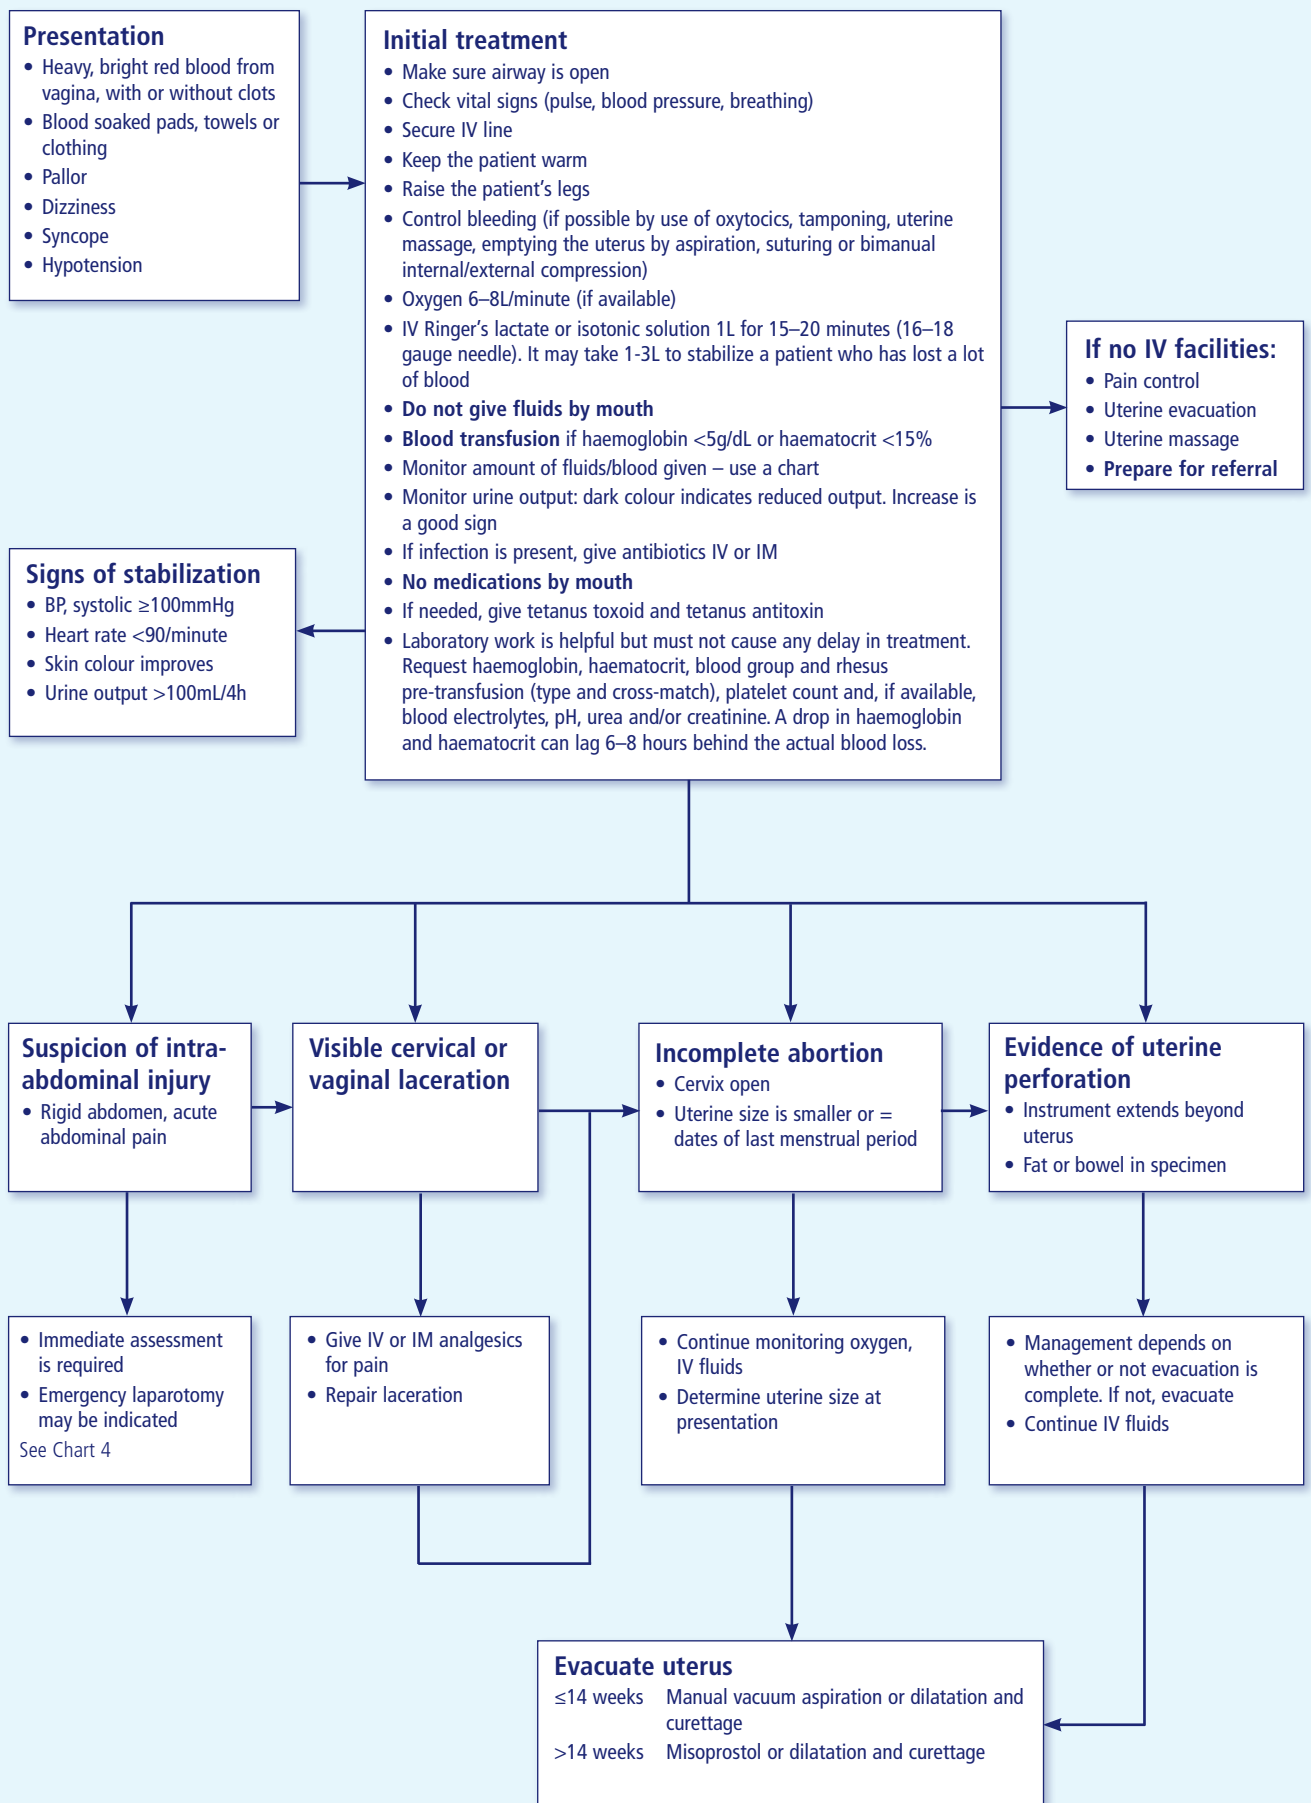 Presentation
• Heavy, bright red blood from
vagina, with or without clots
• Blood soaked pads, towels or
clothing
• Pallor
• Dizziness
• Syncope
• Hypotension
Initial treatment
• Make sure airway is open
• Check vital signs (pulse, blood pressure, breathing)
• Secure IV line
• Keep the patient warm
• Raise the patient’s legs
• Control bleeding (if possible by use of oxytocics, tamponing, uterine
massage, emptying the uterus by aspiration, suturing or bimanual
internal/external compression)
• Oxygen 6–8L/minute (if available)
• IV Ringer’s lactate or isotonic solution 1L for 15–20 minutes (16–18
gauge needle). It may take 1-3L to stabilize a patient who has lost a lot
of blood
• Do not give fluids by mouth
• Blood transfusion if haemoglobin <5g/dL or haematocrit <15%
• Monitor amount of fluids/blood given – use a chart
• Monitor urine output: dark colour indicates reduced output. Increase is
a good sign
• If infection is present, give antibiotics IV or IM
• No medications by mouth
• If needed, give tetanus toxoid and tetanus antitoxin
• Laboratory work is helpful but must not cause any delay in treatment.
Request haemoglobin, haematocrit, blood group and rhesus
pre-transfusion (type and cross-match), platelet count and, if available,
blood electrolytes, pH, urea and/or creatinine. A drop in haemoglobin
and haematocrit can lag 6–8 hours behind the actual blood loss.
If no IV facilities:
• Pain control
• Uterine evacuation
• Uterine massage
• Prepare for referral
Signs of stabilization
• BP, systolic ≥100mmHg
• Heart rate <90/minute
• Skin colour improves
• Urine output >100mL/4h
Suspicion of intra-
abdominal injury
• Rigid abdomen, acute
abdominal pain
Visible cervical or
vaginal laceration
Incomplete abortion
• Cervix open
• Uterine size is smaller or =
dates of last menstrual period
Evidence of uterine
perforation
• Instrument extends beyond
uterus
• Fat or bowel in specimen
• Immediate assessment
is required
• Emergency laparotomy
may be indicated
See Chart 4
• Give IV or IM analgesics
for pain
• Repair laceration
• Continue monitoring oxygen,
IV fluids
• Determine uterine size at
presentation
• Management depends on
whether or not evacuation is
complete. If not, evacuate
• Continue IV fluids
Evacuate uterus
≤14 weeks Manual vacuum aspiration or dilatation and
curettage
>14 weeks Misoprostol or dilatation and curettage